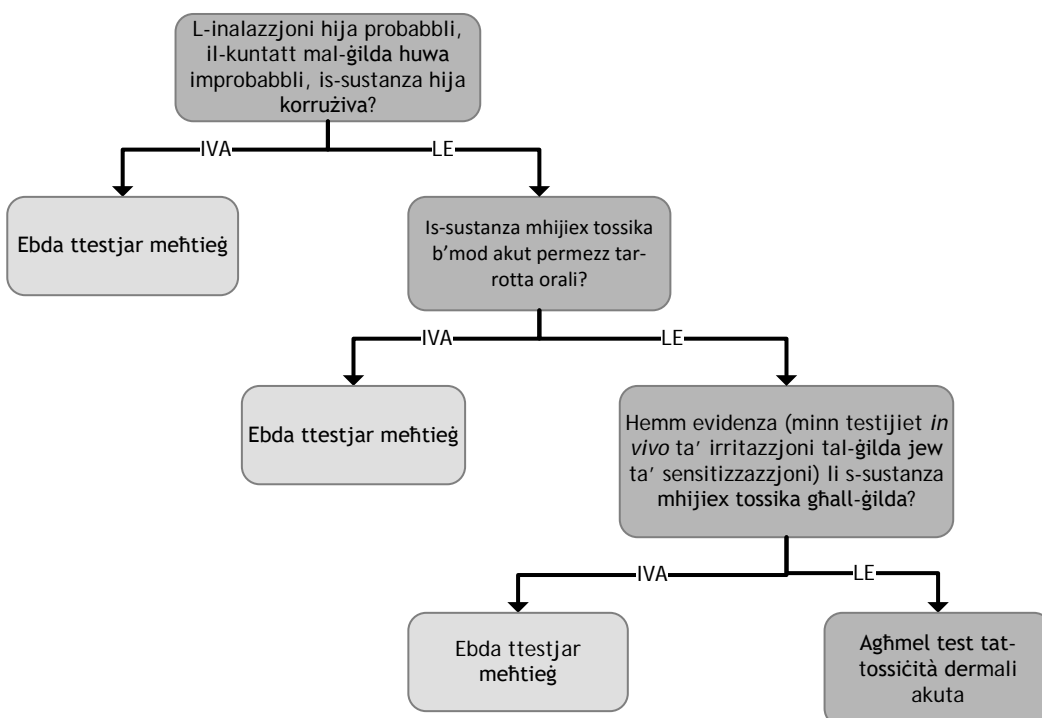 L-inalazzjoni hija probabbli,
il-kuntatt mal-ġilda huwa
improbabbli, is-sustanza hija
korrużiva?
IVA
LE
Ebda ttestjar meħtieġ
Is-sustanza mhijiex tossika
b’mod akut permezz tar-
rotta orali?
IVA
LE
Ebda ttestjar meħtieġ
Hemm evidenza (minn testijiet in
vivo ta’ irritazzjoni tal-ġilda jew
ta’ sensitizzazzjoni) li s-sustanza
mhijiex tossika għall-ġilda?
IVA
LE
Ebda ttestjar
meħtieġ
Agħmel test tat-
tossiċità dermali
akuta